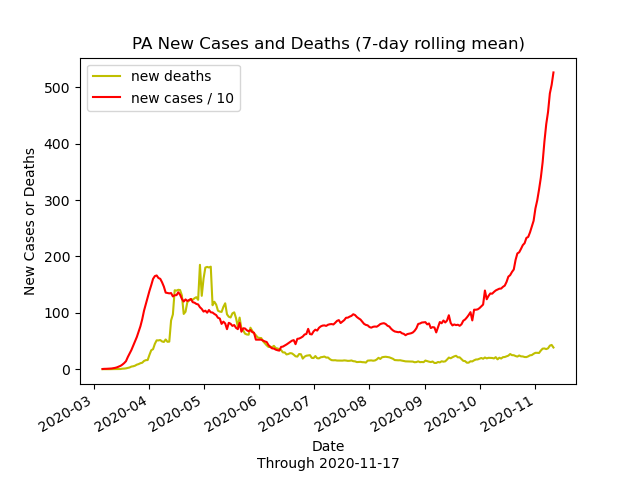 PA New Cases and Deaths (7-day rolling mean)
new deaths
new cases / 10
New Cases or Deaths
500
400
300
200
100
0
2020-03
2020-04
2020-05
2020-06
2020-07
2020-08
2020-09
2020-10
2020-11
Date
Through 2020-11-17